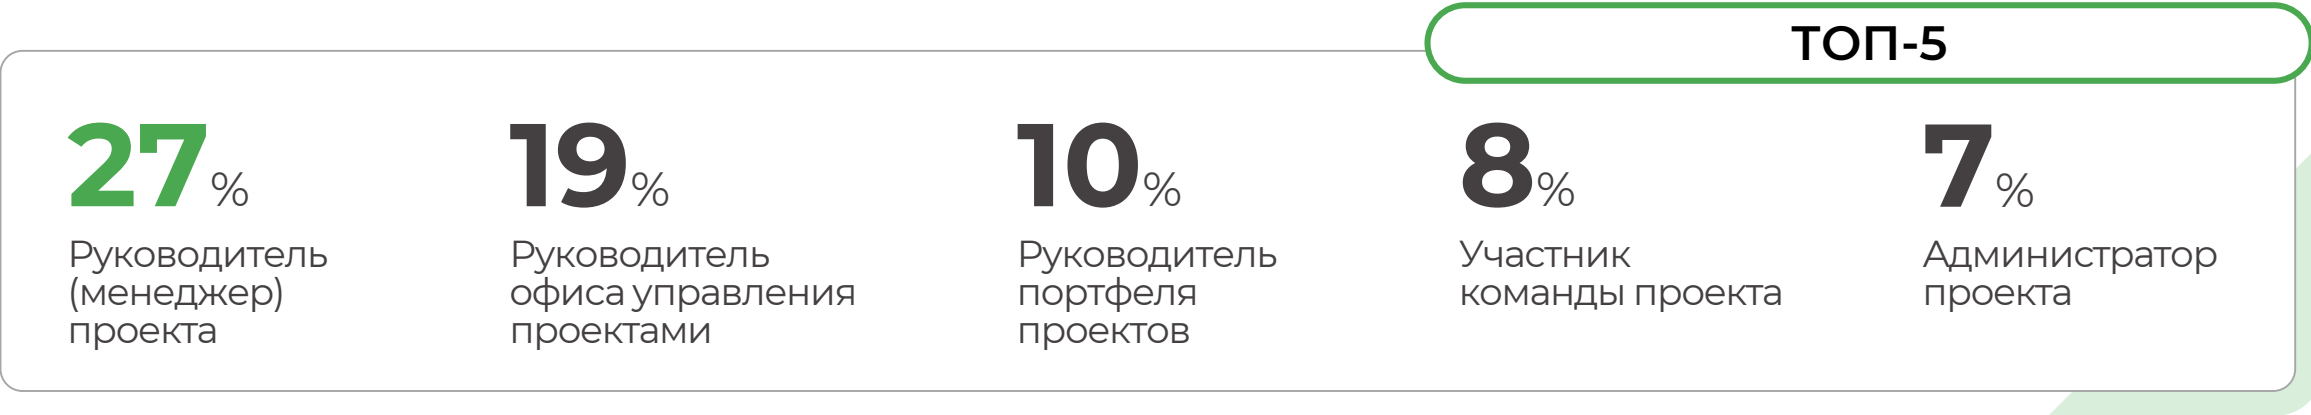 ТОП-5
27%
Руководитель
(менеджер)
проекта
19%
Руководитель
офиса управления
проектами
10%
Руководитель
портфеля
проектов
8%
Участник
команды проекта
7%
Администратор
проекта